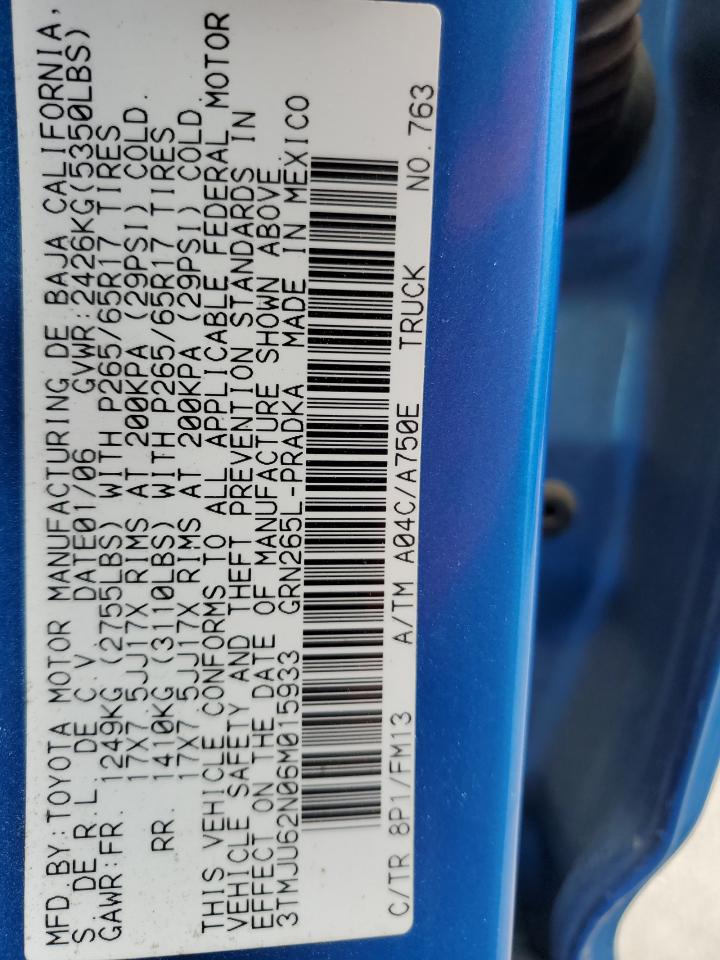 MFD.BY:TOYOTA MOTOR MANUFACTURING DE BAJA CALIFORNIA,
S. DE R.L. DE C.V. DATE01/06 GVWR:2426KG(5350LBS)
GAWR:FR. 1249KG (2755LBS) WITH P265/65R17 TIRES
17X7.5JJ17X RIMS AT 200KPA (29PSI) COLD.
RR. 1410KG (3110LBS) WITH P265/65R17 TIRES
17X7.5JJ17X RIMS AT 200KPA (29PSI) COLD.
THIS VEHICLE CONFORMS TO ALL APPLICABLE FEDERAL MOTOR
VEHICLE SAFETY AND THEFT PREVENTION STANDARDS IN
EFFECT ON THE DATE OF MANUFACTURE SHOWN ABOVE.
3TMJU62N06M015933 GRN265L-PRADKA MADE IN MEXICO
C/TR 8P1/FM13 A/TM A04C/A750E TRUCK NO.763